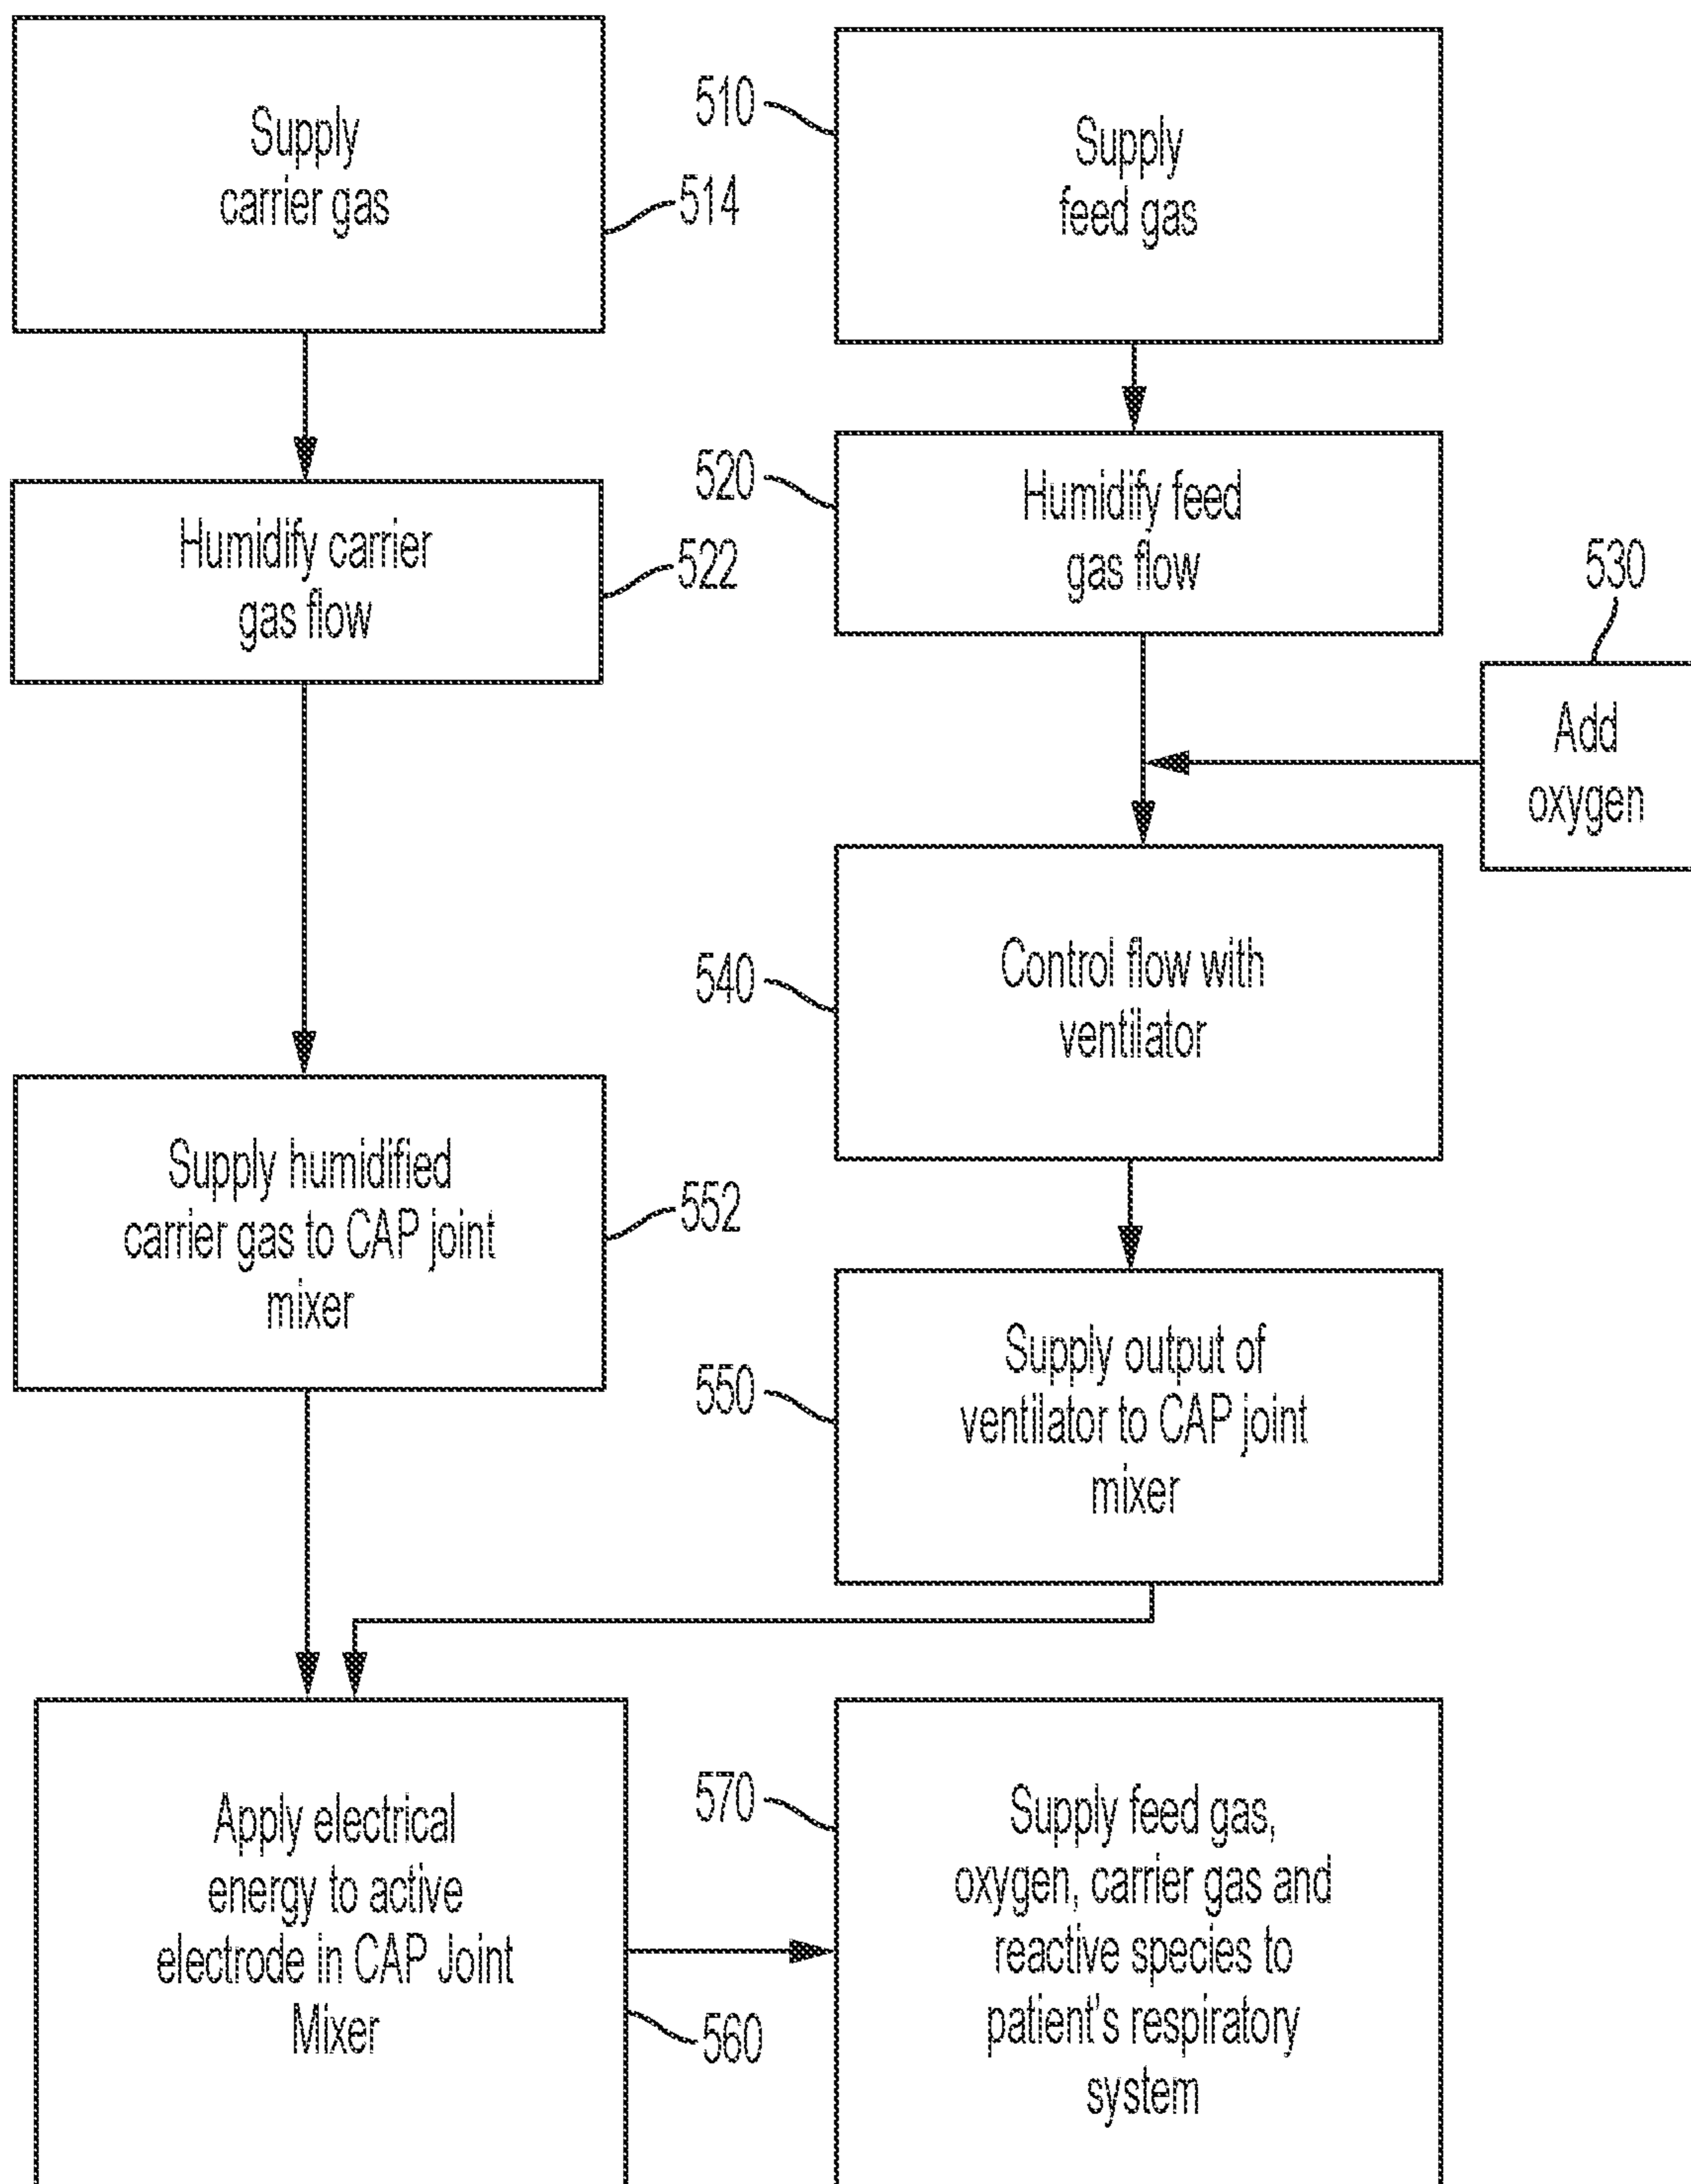 Supply
carrier gas
514
510
Supply
feed gas
Humidify carrier
gas flow
522
520
Humidify feed
gas flow
530
Add
oxygen
540
Control flow with
ventilator
Supply humidified
carrier gas to CAP joint
mixer
552
550
Supply output of
ventilator to CAP joint
mixer
Apply electrical
energy to active
electrode in CAP Joint
Mixer
560
570
Supply feed gas,
oxygen, carrier gas and
reactive species to
patient's respiratory
system